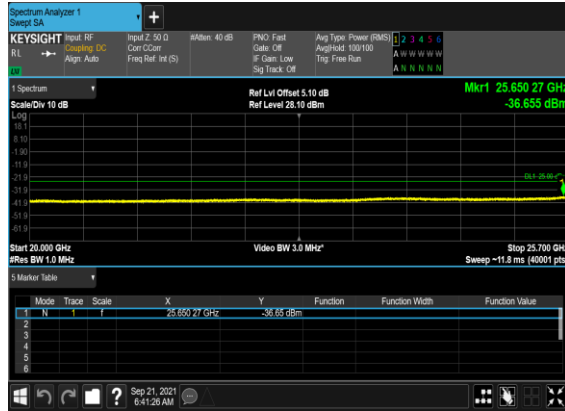 Spectrum Analyzer 1
Swept SA
KEYSIGHT Input: RF Input Z: 50 Ω #Atten: 40 dB PNO: Fast Avg Type: Power (RMS) 1 2 3 4 5 6
RL Coupling: DC Corr CCorr Gate: Off Avg|Hold: 100/100 A W W W W W
Align: Auto Freq Ref: Int (S) IF Gain: Low Trig: Free Run
Sig Track: Off A N N N N N
1 Spectrum Ref Lvl Offset 5.10 dB Mkr1 25.650 27 GHz
Scale/Div 10 dB Ref Level 28.10 dBm -36.655 dBm
Log
18.1
8.10
-1.90
-11.9
-21.9 DL1 -25.00
-31.9
-41.9
-51.9
-61.9
Start 20.000 GHz Video BW 3.0 MHz* Stop 25.700 GHz
#Res BW 1.0 MHz Sweep ~11.8 ms (40001 pts
5 Marker Table
Mode Trace Scale X Y Function Function Width Function Value
1 N 1 f 25.650 27 GHz -36.65 dBm
2
3
4
5
6
Sep 21, 2021
6:41:26 AM